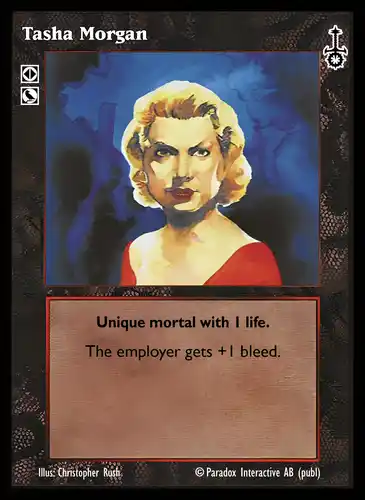 Tasha Morgan
Unique mortal with 1 life.
The employer gets +1 bleed.
Illus: Christopher Rush
© Paradox Interactive AB (publ)